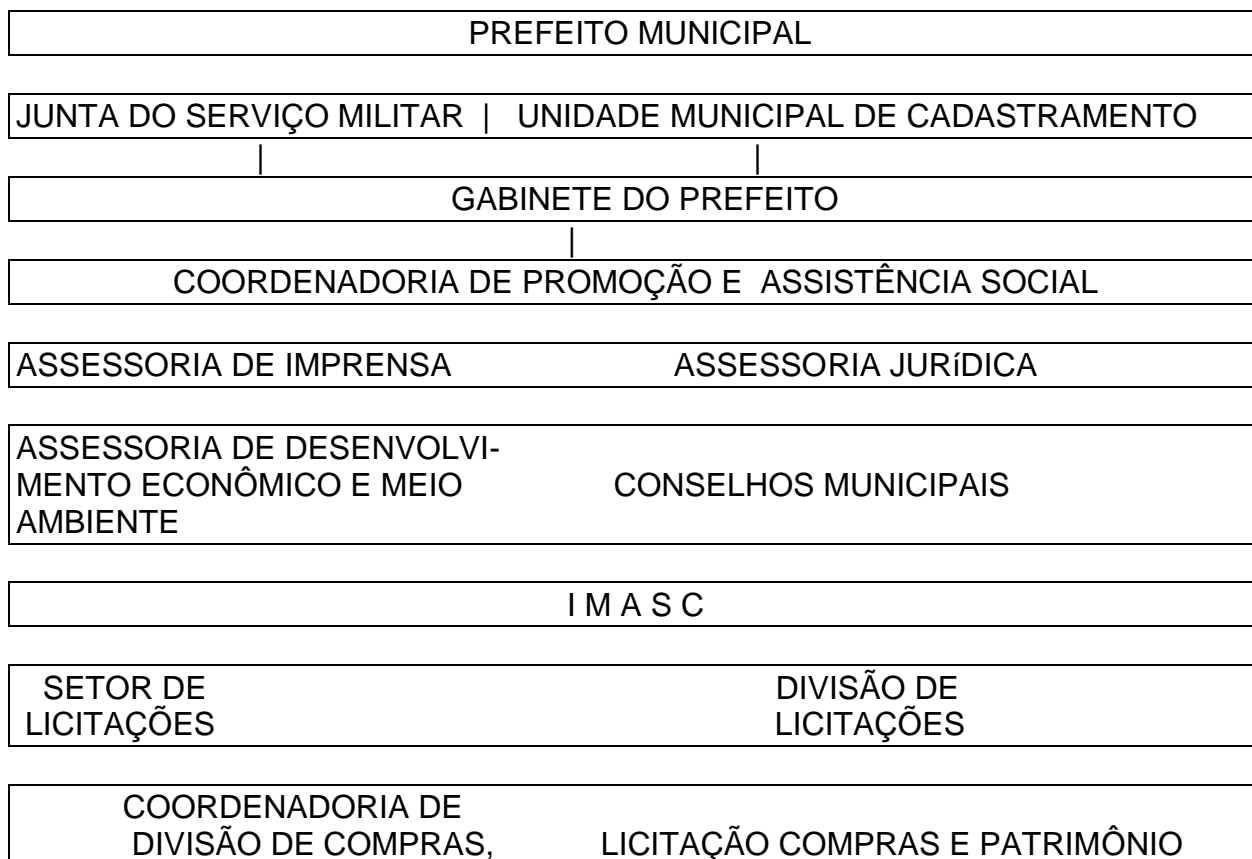 PREFEITO MUNICIPAL
JUNTA DO SERVIÇO MILITAR | UNIDADE MUNICIPAL DE CADASTRAMENTO
| |
GABINETE DO PREFEITO
|
COORDENADORIA DE PROMOÇÃO E ASSISTÊNCIA SOCIAL
ASSESSORIA DE IMPRENSA ASSESSORIA JURíDICA
ASSESSORIA DE DESENVOLVI-
MENTO ECONÔMICO E MEIO CONSELHOS MUNICIPAIS
AMBIENTE
I M A S C
SETOR DE DIVISÃO DE
LICITAÇÕES LICITAÇÕES
COORDENADORIA DE
DIVISÃO DE COMPRAS, LICITAÇÃO COMPRAS E PATRIMÔNIO